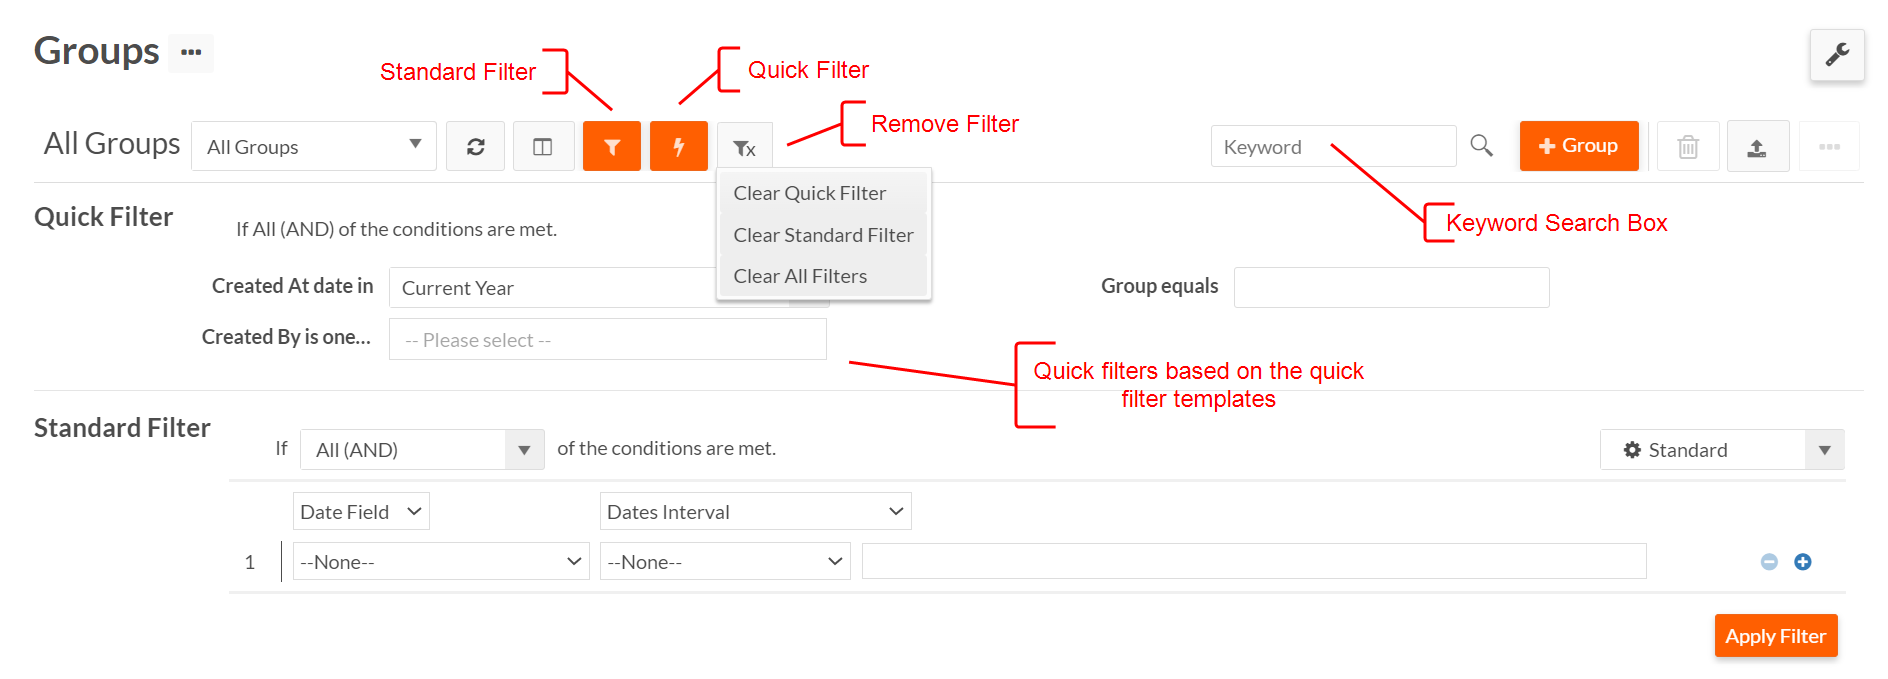 Groups
Standard Filter
Quick Filter
Remove Filter
All Groups
All Groups
Keyword
Group
Clear Quick Filter
Clear Standard Filter
Clear All Filters
Keyword Search Box
Quick Filter
If All (AND) of the conditions are met.
Created At date in
Current Year
Group equals
Created By is one...
-- Please select --
Quick filters based on the quick
filter templates
Standard Filter
If
All (AND)
of the conditions are met.
Standard
Date Field
Dates Interval
1
--None--
--None--
Apply Filter